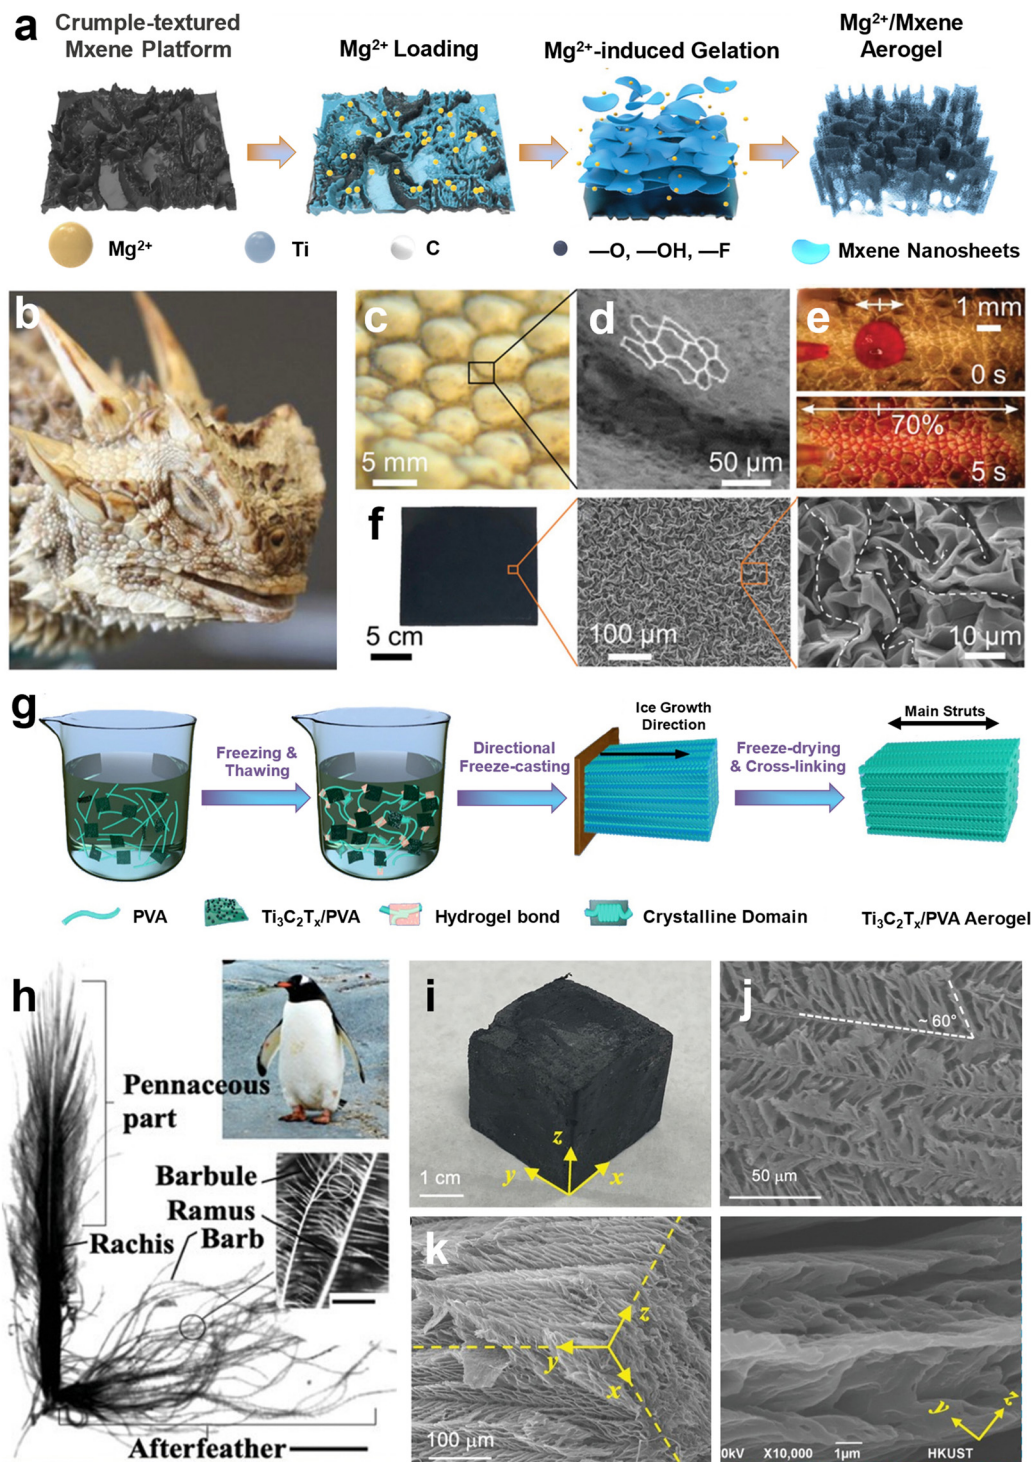 a
Crumple-textured
Mxene Platform
Mg²⁺ Loading
Mg²⁺-induced Gelation
Mg²⁺/Mxene
Aerogel
Mg²⁺
Ti
C
—O, —OH, —F
Mxene Nanosheets
b
c
5 mm
d
50 µm
e
1 mm
0 s
70%
5 s
f
5 cm
100 µm
10 µm
g
Freezing &
Thawing
Directional
Freeze-casting
Ice Growth
Direction
Freeze-drying
& Cross-linking
Main Struts
PVA
Ti₃C₂Tₓ/PVA
Hydrogel bond
Crystalline Domain
Ti₃C₂Tₓ/PVA Aerogel
h
Pennaceous
part
Barbule
Ramus
Rachis
Barb
Afterfeather
i
z
y
x
1 cm
j
~ 60°
50 µm
k
z
y
x
100 µm
y
z
0kV X10,000 1µm HKUST